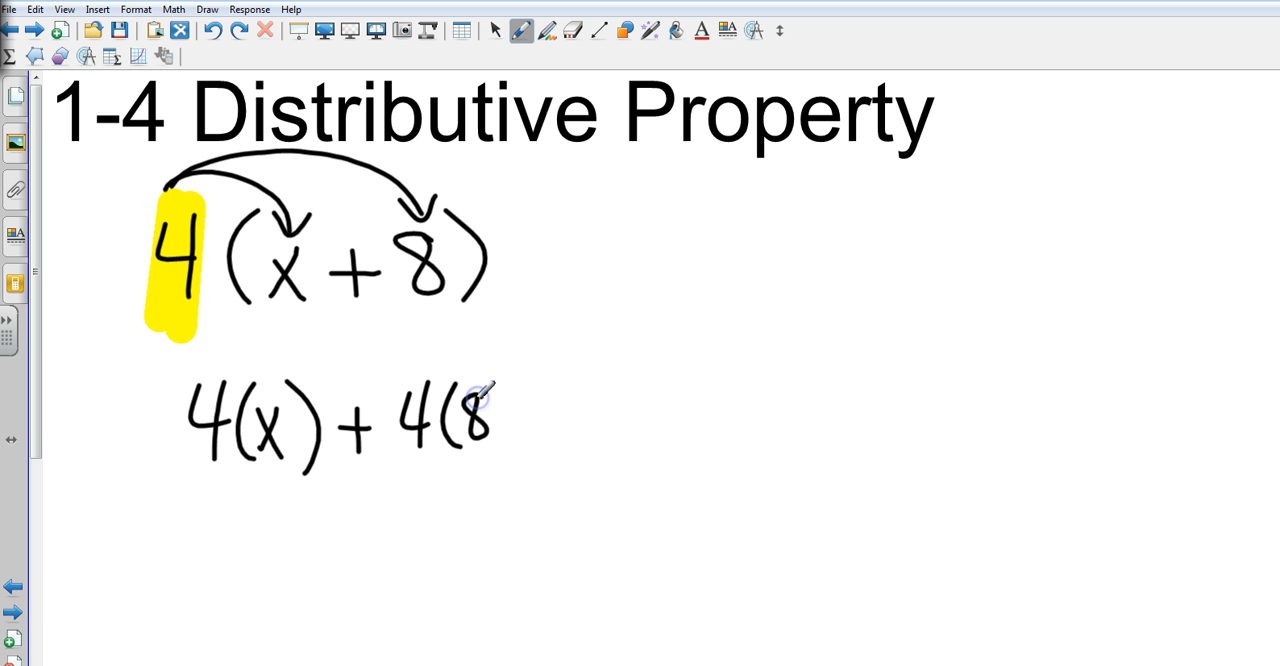 File Edit View Insert Format Math Draw Response Help
1-4 Distributive Property
4(x+8)
4(x)+4(8